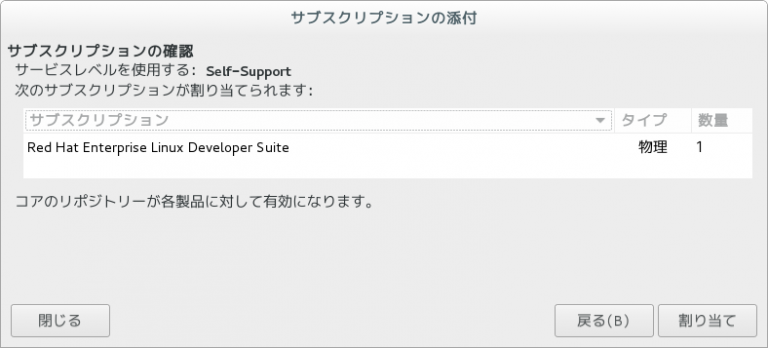 サブスクリプションの添付
サブスクリプションの確認
サービスレベルを使用する: Self-Support
次のサブスクリプションが割り当てられます:
サブスクリプション タイプ 数量
Red Hat Enterprise Linux Developer Suite 物理 1
コアのリポジトリーが各製品に対して有効になります。
閉じる 戻る(B) 割り当て